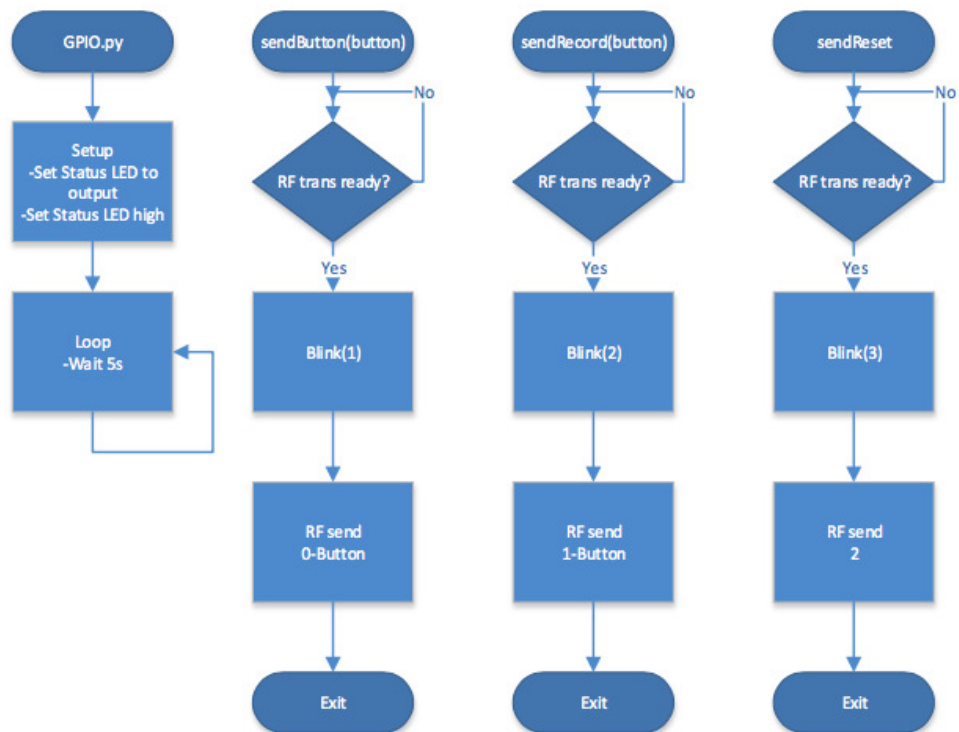 GPIO.py
Setup
-Set Status LED to
output
-Set Status LED high
Loop
-Wait 5s
sendButton(button)
No
RF trans ready?
Yes
Blink(1)
RF send
0-Button
Exit
sendRecord(button)
No
RF trans ready?
Yes
Blink(2)
RF send
1-Button
Exit
sendReset
No
RF trans ready?
Yes
Blink(3)
RF send
2
Exit